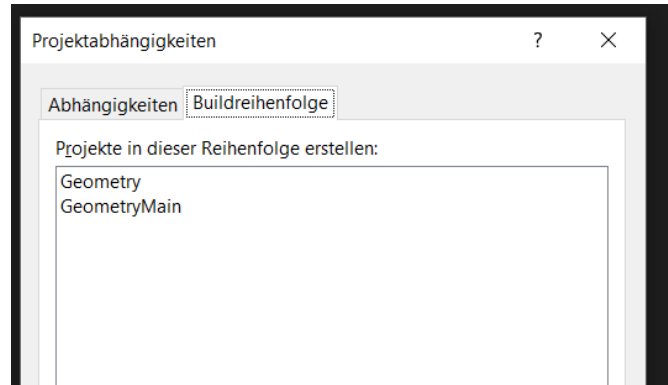 Projektabhängigkeiten ?
Abhängigkeiten Buildreihenfolge
Projekte in dieser Reihenfolge erstellen:
Geometry
GeometryMain